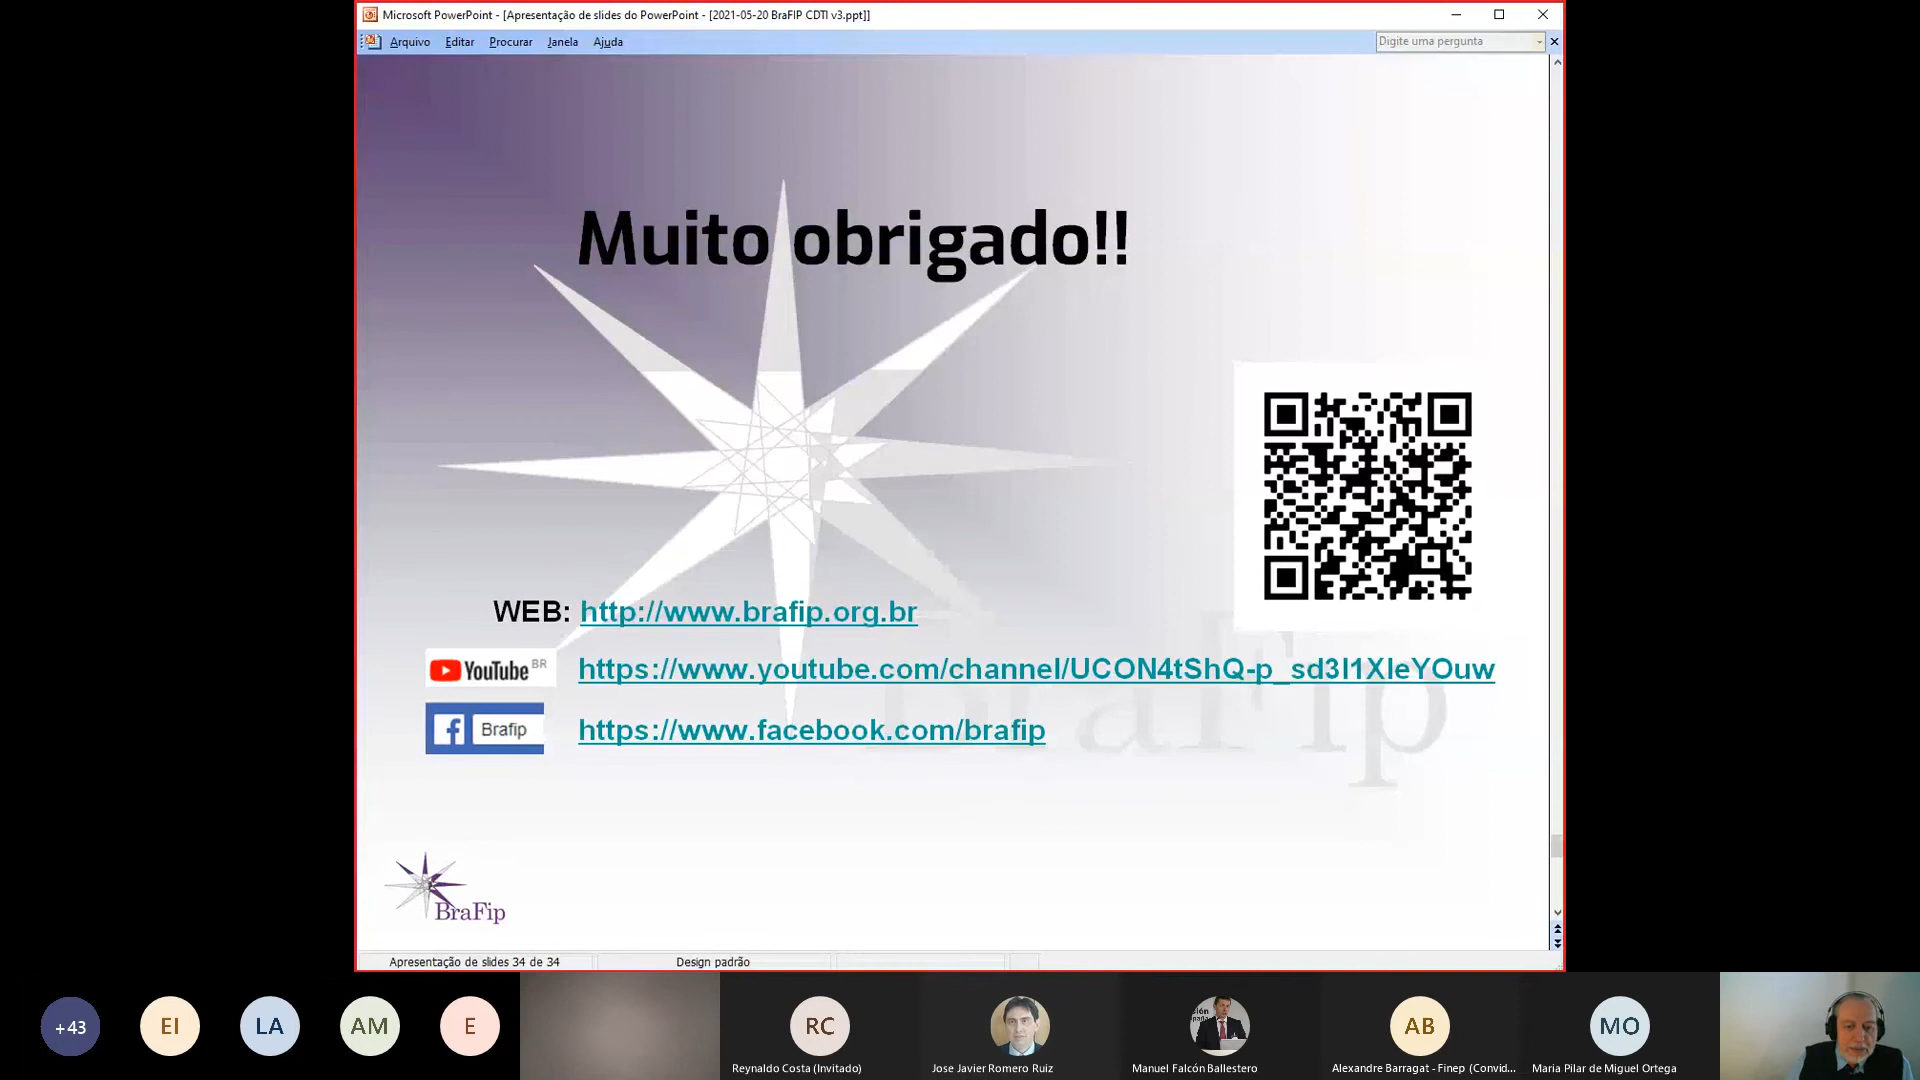 Microsoft PowerPoint - [Apresentação de slides do PowerPoint - [2021-05-20 BraFIP CDTI v3.ppt]]
Arquivo Editar Procurar Janela Ajuda
Digite uma pergunta
Muito obrigado!!
WEB: http://www.brafip.org.br
YouTube BR https://www.youtube.com/channel/UCON4tShQ-p_sd3I1XIeYOuw
Brafip https://www.facebook.com/brafip
BraFip
BraFip
Apresentação de slides 34 de 34 Design padrão
+43 EI LA AM E RC AB MO
Reynaldo Costa (Invitado) Jose Javier Romero Ruiz Manuel Falcón Ballestero Alexandre Barragat - Finep (Convid... Maria Pilar de Miguel Ortega